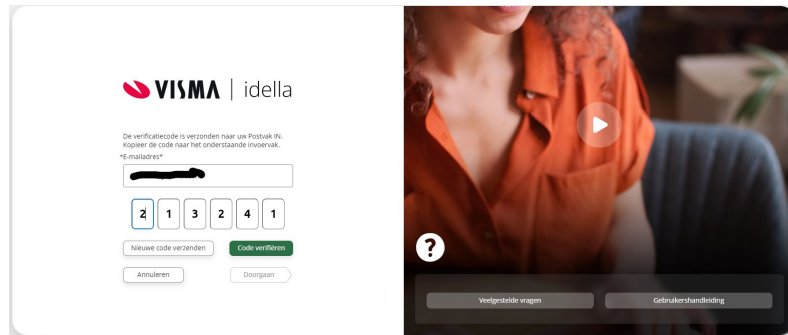 VISMA | idella
De verificatiecode is verzonden naar uw Postvak IN.
Kopieer de code naar het onderstaande invoervak.
*E-mailadres*
2 1 3 2 4 1
Nieuwe code verzenden
Code verifiëren
Annuleren
Doorgaan
?
Veelgestelde vragen
Gebruikershandleiding